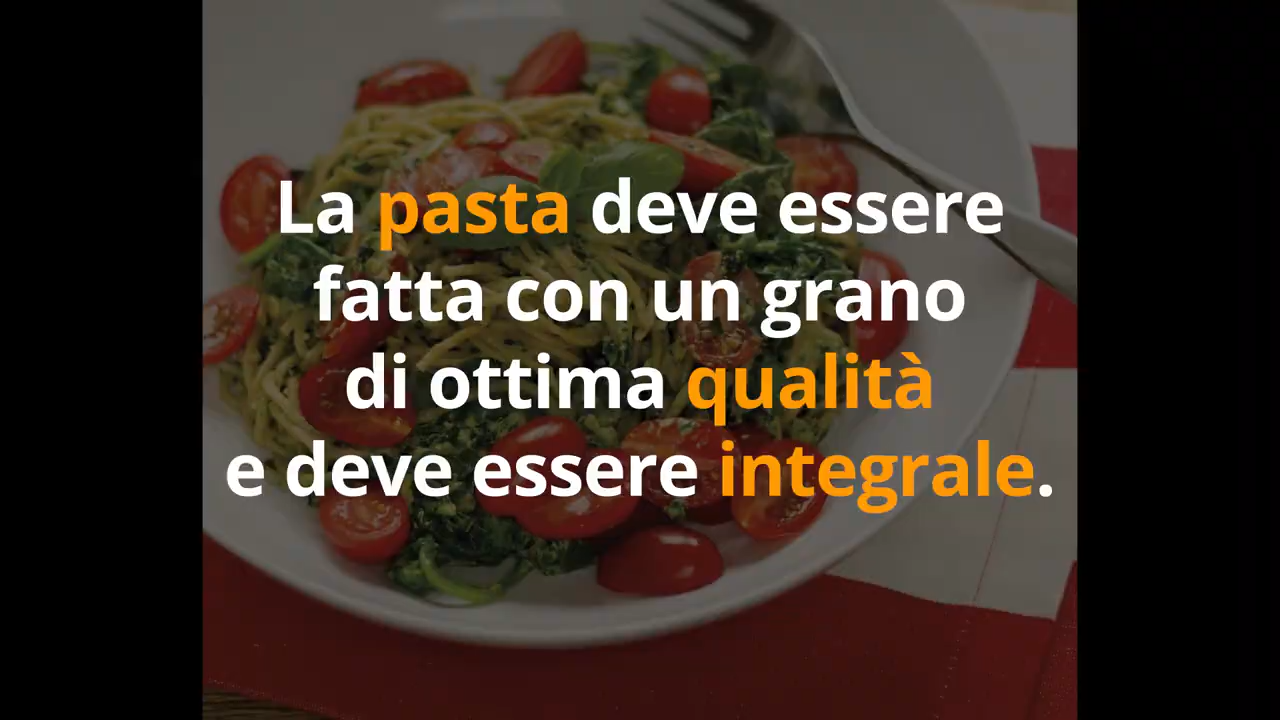 La pasta deve essere
fatta con un grano
di ottima qualità
e deve essere integrale.